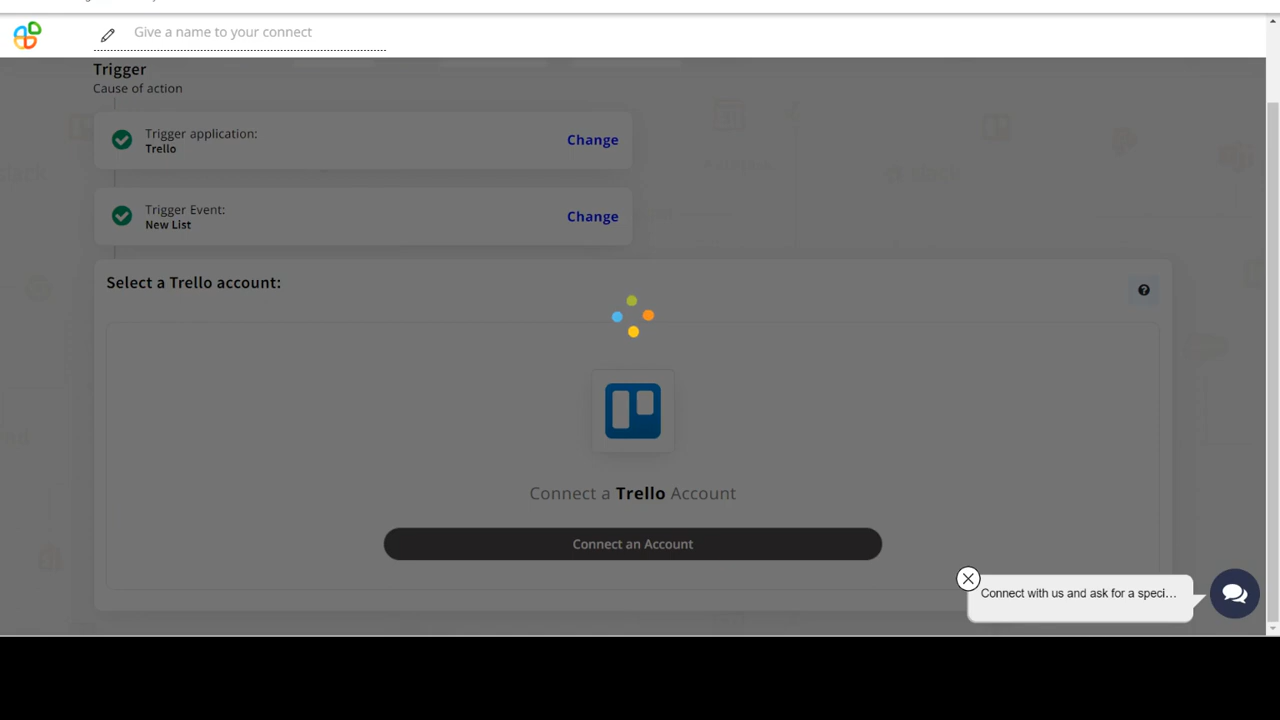 Give a name to your connect
Trigger
Cause of action
Trigger application:
Trello
Change
Trigger Event:
New List
Change
Select a Trello account:
Connect a Trello Account
Connect an Account
Connect with us and ask for a speci...